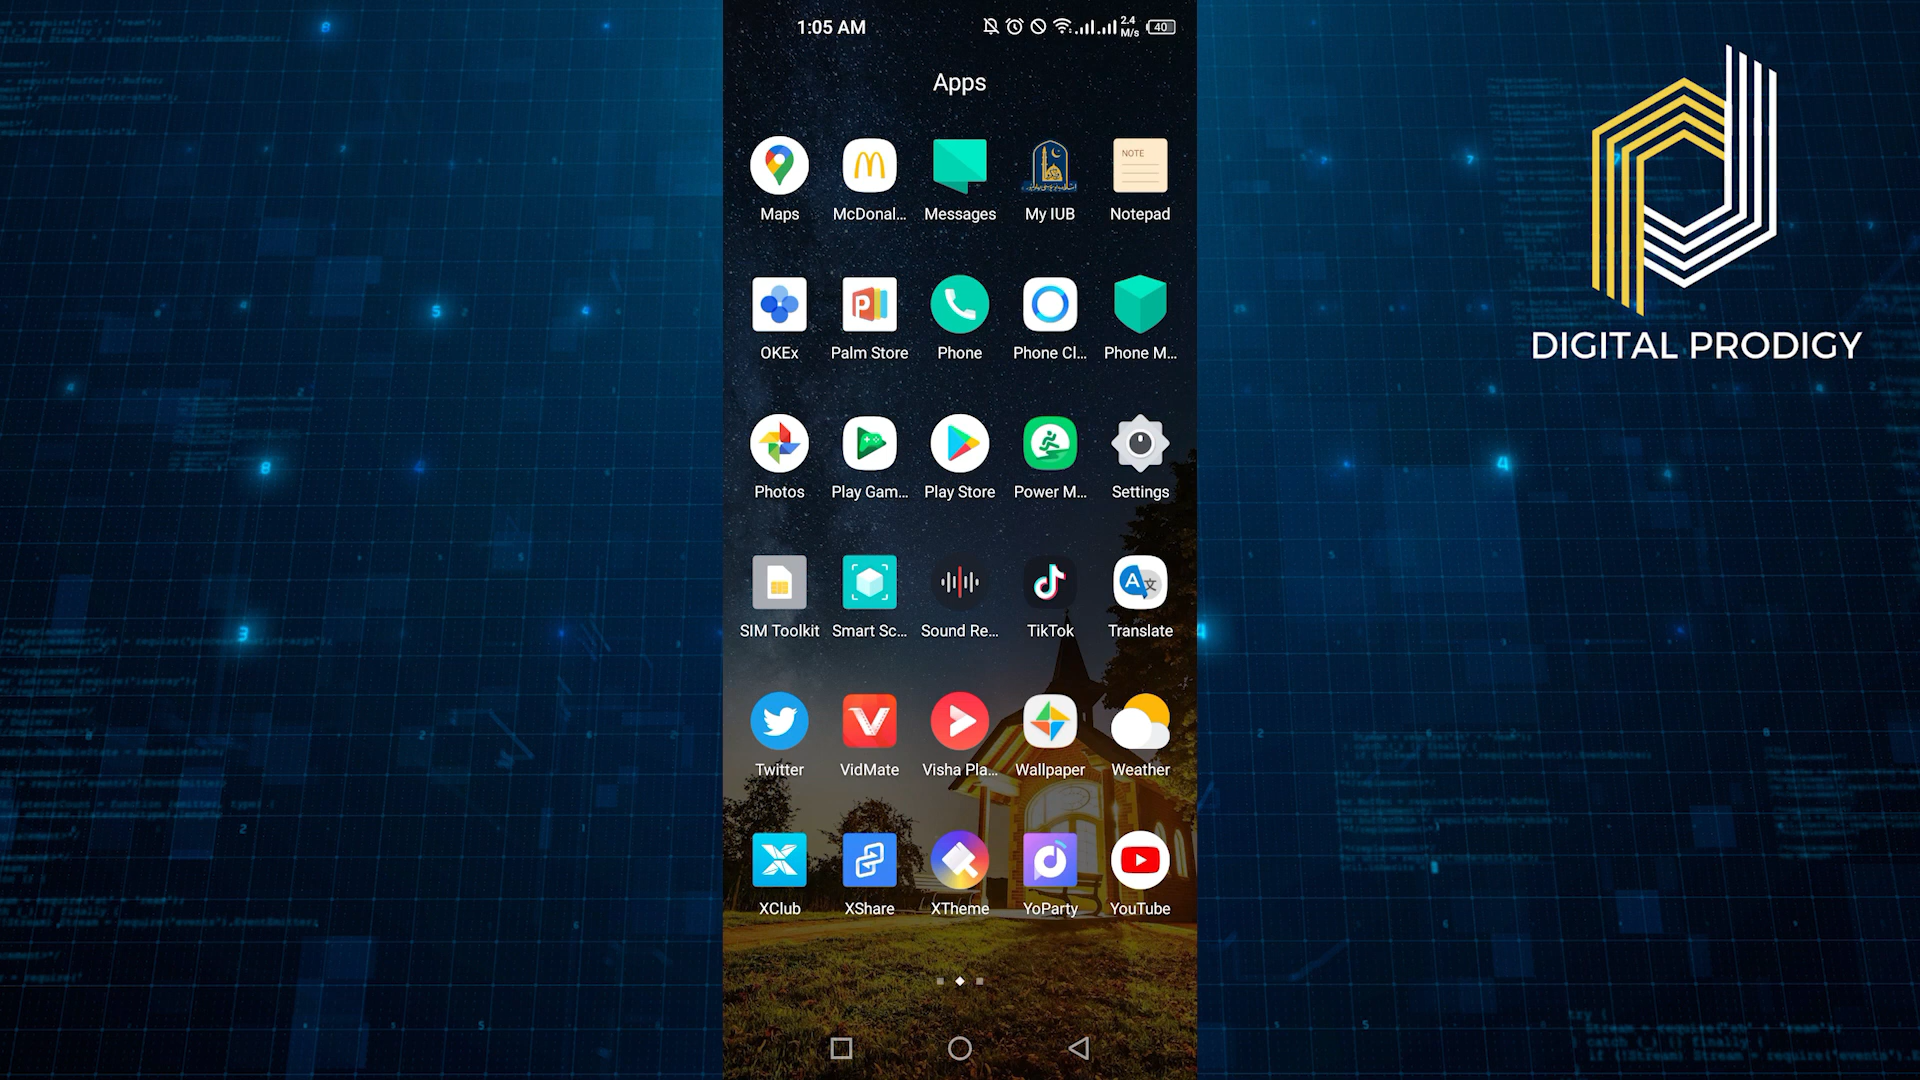 1:05 AM
2.4
M/s
40
Apps
NOTE
Maps
McDonal...
Messages
My IUB
Notepad
OKEx
Palm Store
Phone
Phone Cl...
Phone M...
Photos
Play Gam...
Play Store
Power M...
Settings
SIM Toolkit
Smart Sc...
Sound Re...
TikTok
Translate
Twitter
VidMate
Visha Pla...
Wallpaper
Weather
XClub
XShare
XTheme
YoParty
YouTube
DIGITAL PRODIGY